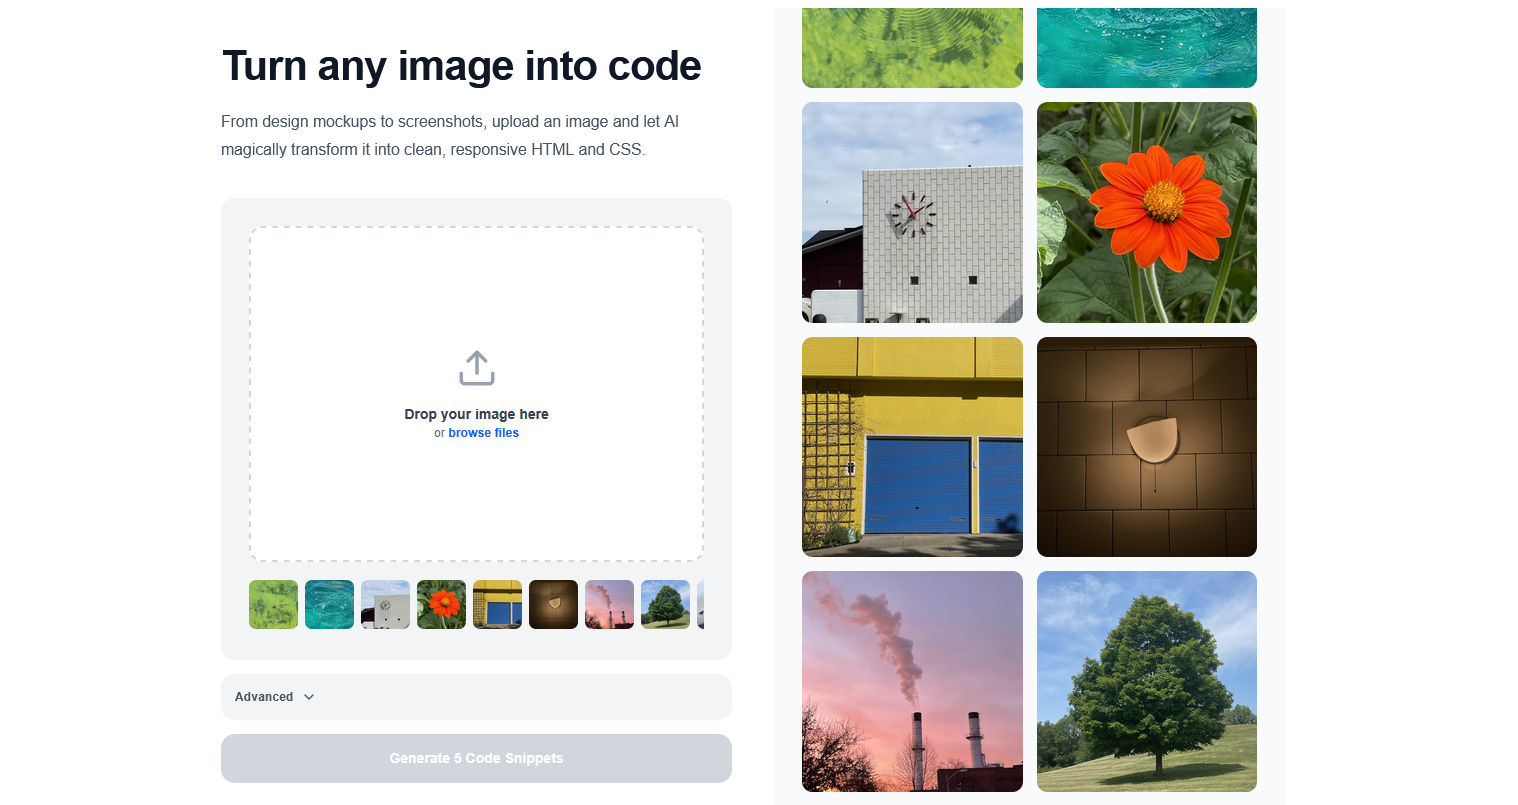 Turn any image into code
From design mockups to screenshots, upload an image and let AI
magically transform it into clean, responsive HTML and CSS.
Drop your image here
or browse files
Advanced
Generate 5 Code Snippets